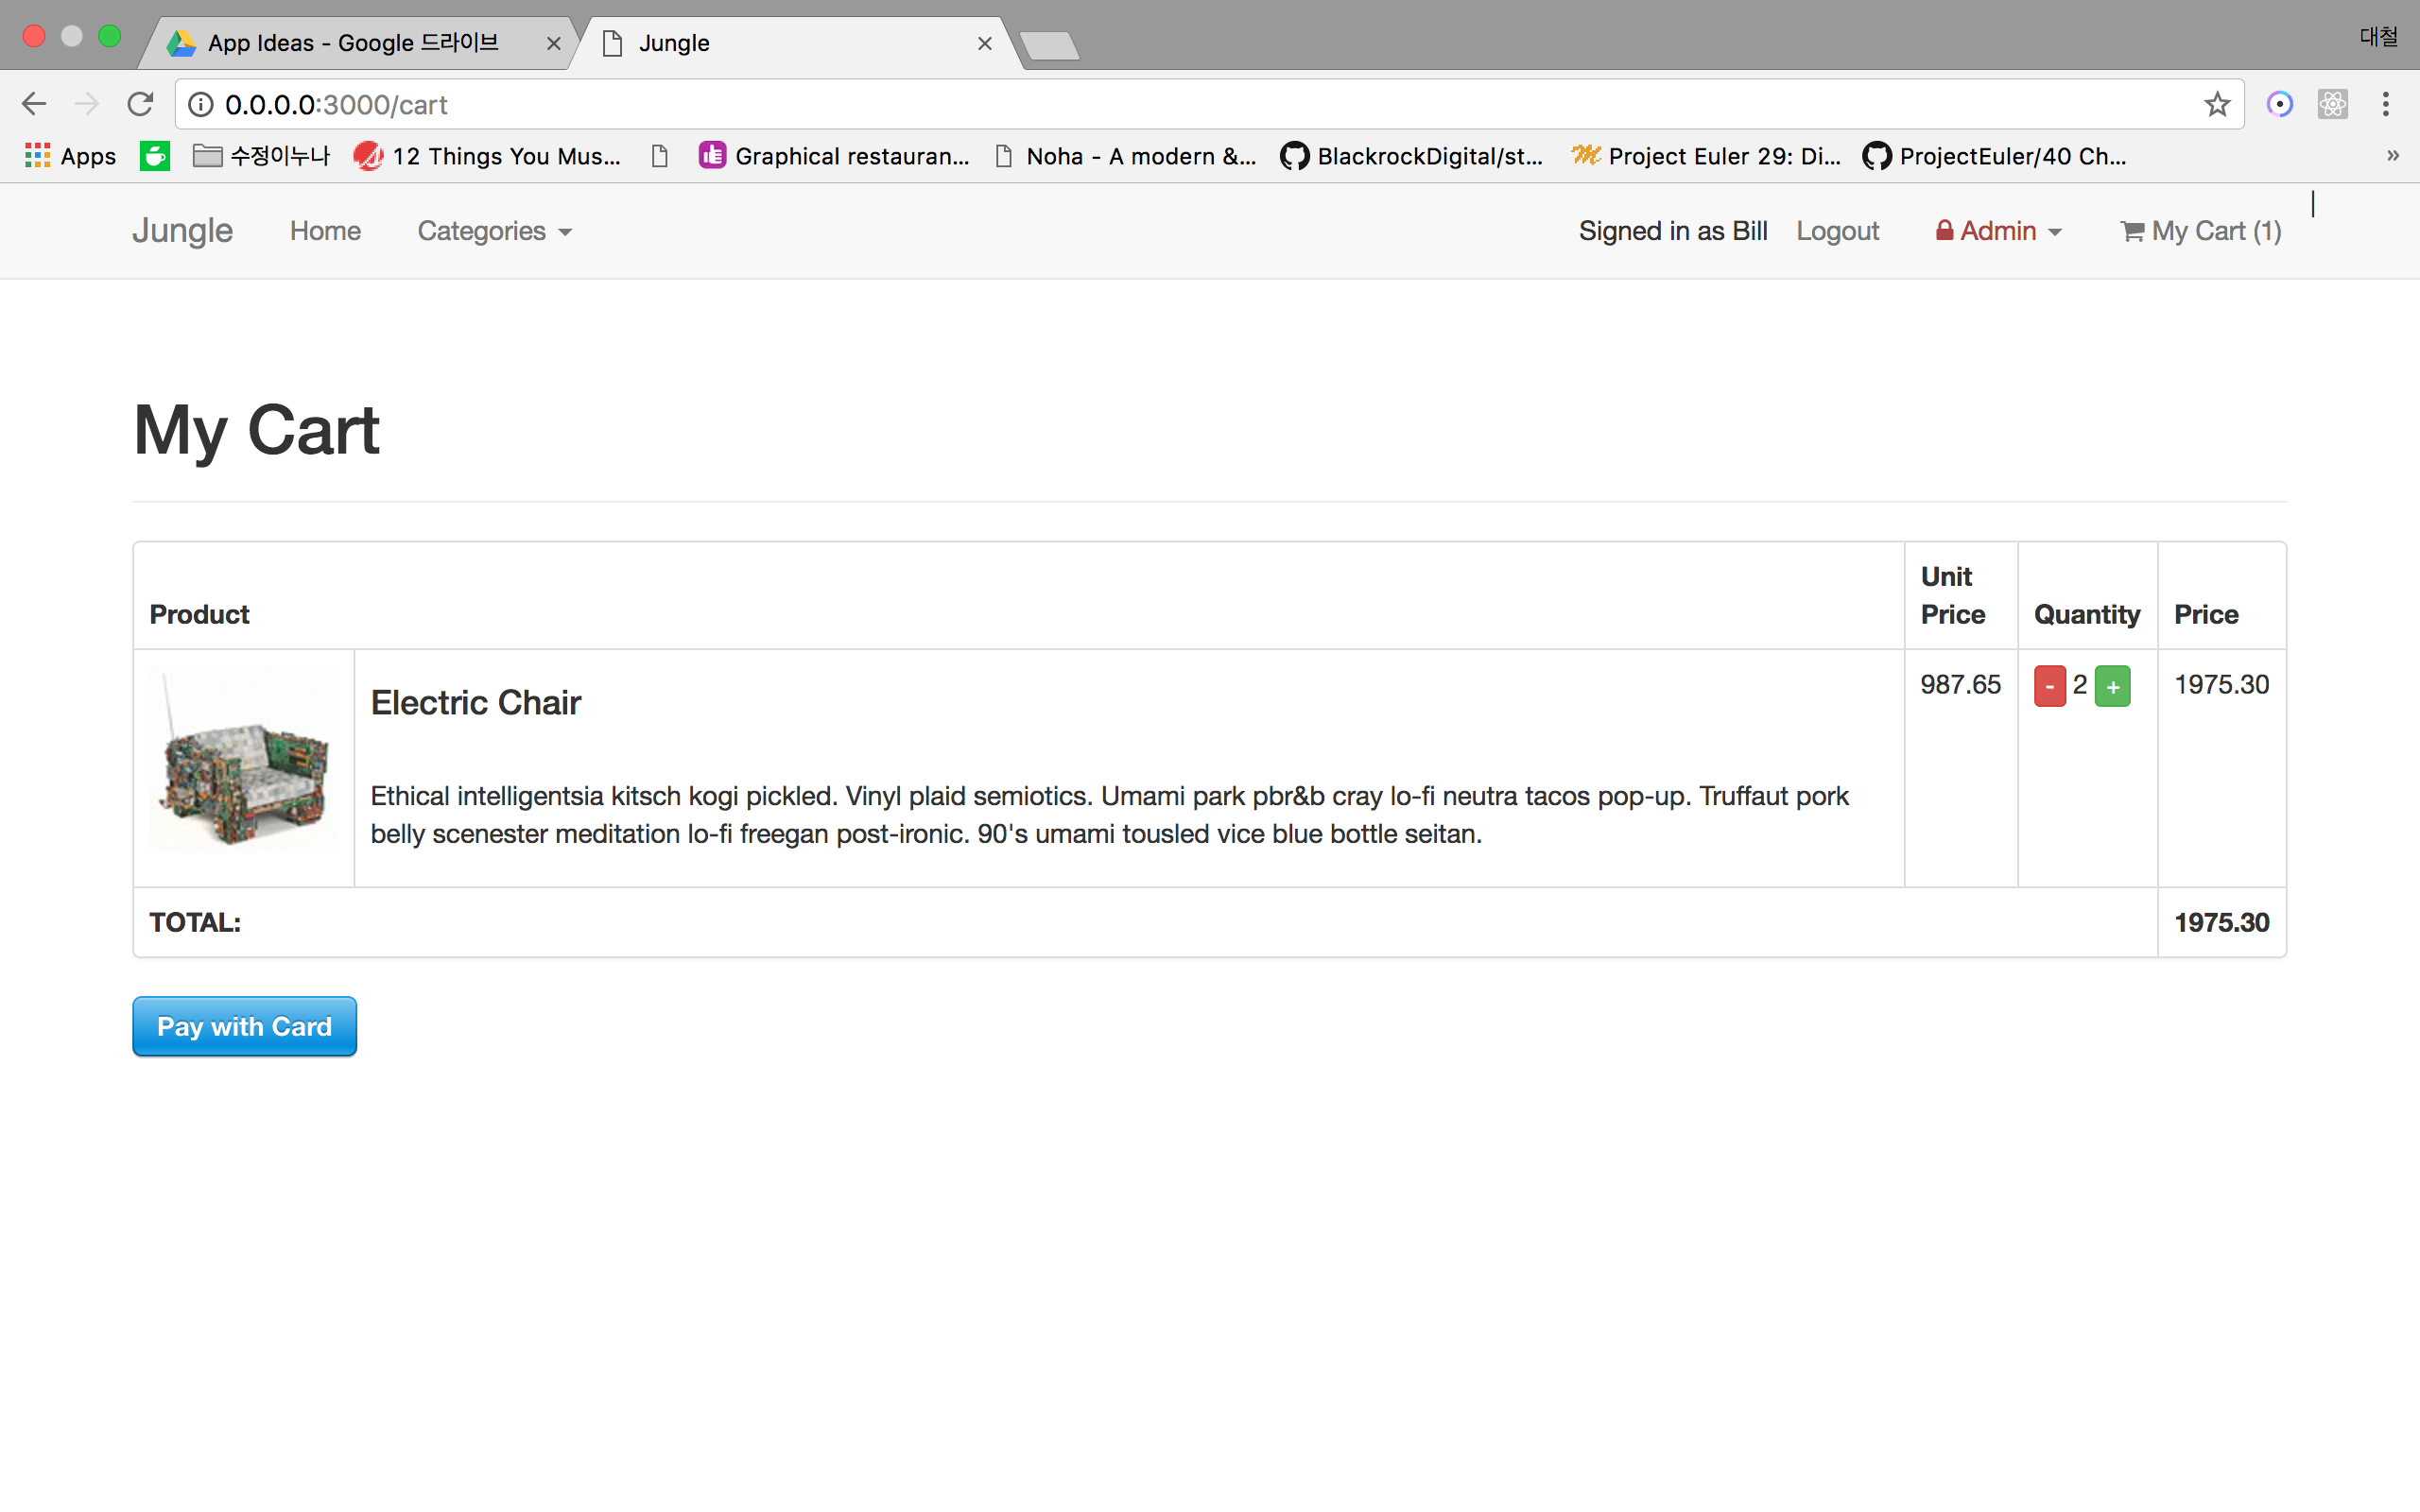 App Ideas - Google 드라이브
Jungle
대철
0.0.0.0:3000/cart
Apps
수정이누나
12 Things You Mus...
Graphical restauran...
Noha - A modern &...
BlackrockDigital/st...
Project Euler 29: Di...
ProjectEuler/40 Ch...
»
Jungle
Home
Categories
Signed in as Bill
Logout
Admin
My Cart (1)
My Cart
Product
Unit
Price
Quantity
Price
Electric Chair
987.65
- 2 +
1975.30
Ethical intelligentsia kitsch kogi pickled. Vinyl plaid semiotics. Umami park pbr&b cray lo-fi neutra tacos pop-up. Truffaut pork
belly scenester meditation lo-fi freegan post-ironic. 90's umami tousled vice blue bottle seitan.
TOTAL:
1975.30
Pay with Card